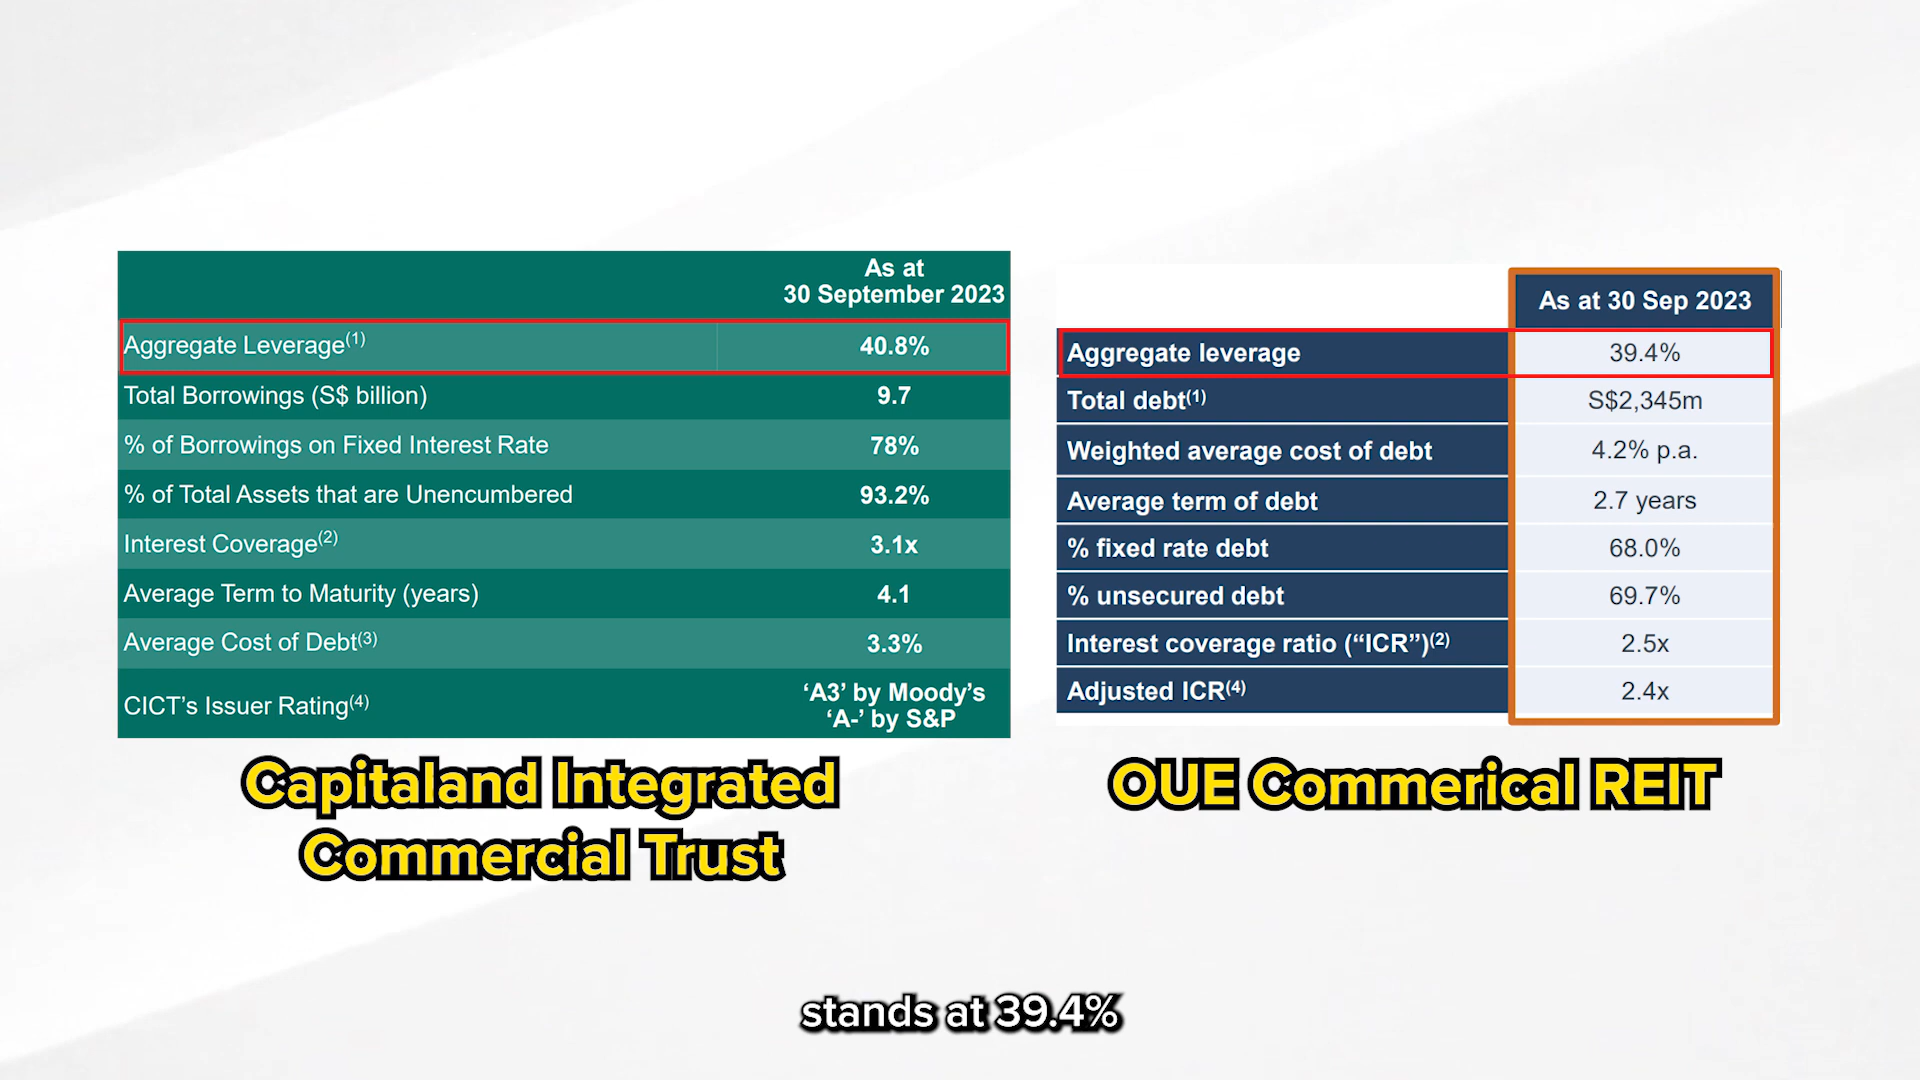 As at
30 September 2023
Aggregate Leverage(1) 40.8%
Total Borrowings (S$ billion) 9.7
% of Borrowings on Fixed Interest Rate 78%
% of Total Assets that are Unencumbered 93.2%
Interest Coverage(2) 3.1x
Average Term to Maturity (years) 4.1
Average Cost of Debt(3) 3.3%
CICT’s Issuer Rating(4) ‘A3’ by Moody’s
‘A-’ by S&P
Capitaland Integrated
Commercial Trust
As at 30 Sep 2023
Aggregate leverage 39.4%
Total debt(1) S$2,345m
Weighted average cost of debt 4.2% p.a.
Average term of debt 2.7 years
% fixed rate debt 68.0%
% unsecured debt 69.7%
Interest coverage ratio (“ICR”)(2) 2.5x
Adjusted ICR(4) 2.4x
OUE Commerical REIT
stands at 39.4%